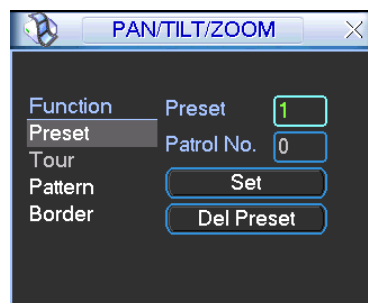 PAN/TILT/ZOOM
Function
Preset
Tour
Pattern
Border
Preset 1
Patrol No. 0
Set
Del Preset